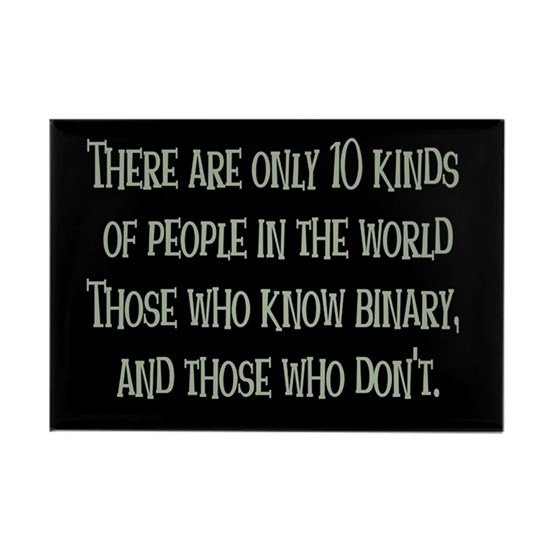 THERE ARE ONLY 10 KINDS
OF PEOPLE IN THE WORLD
THOSE WHO KNOW BINARY,
AND THOSE WHO DON'T.